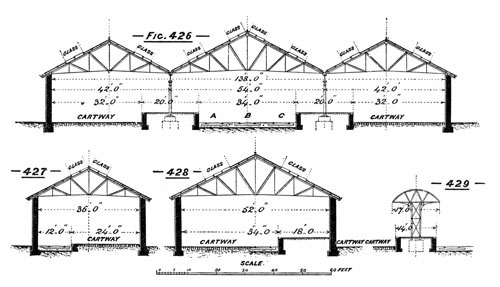 — FIG. 426 —
GLASS GLASS GLASS GLASS GLASS GLASS
138.0"
42.0" 54.0" 42.0"
32.0" 20.0" 34.0" 20.0" 32.0"
CARTWAY A B C CARTWAY
— 427 — GLASS GLASS
36.0"
12.0" 24.0"
CARTWAY
— 428 — GLASS GLASS
52.0"
34.0" 18.0"
CARTWAY
— 429 —
17.0"
14.0"
CARTWAY CARTWAY
SCALE.
60 FEET